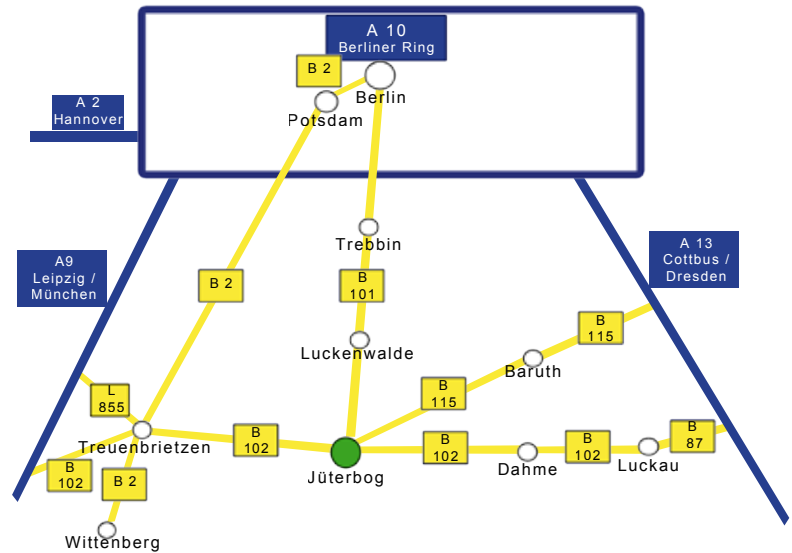 A 10
Berliner Ring
B 2
Berlin
A 2
Hannover
Potsdam
Trebbin
A9
Leipzig /
München
A 13
Cottbus /
Dresden
B 2
B
101
B
115
Luckenwalde
Baruth
B
115
L
855
Treuenbrietzen
B
102
B
102
Dahme
B
102
Luckau
B
87
B
102
B 2
Jüterbog
Wittenberg